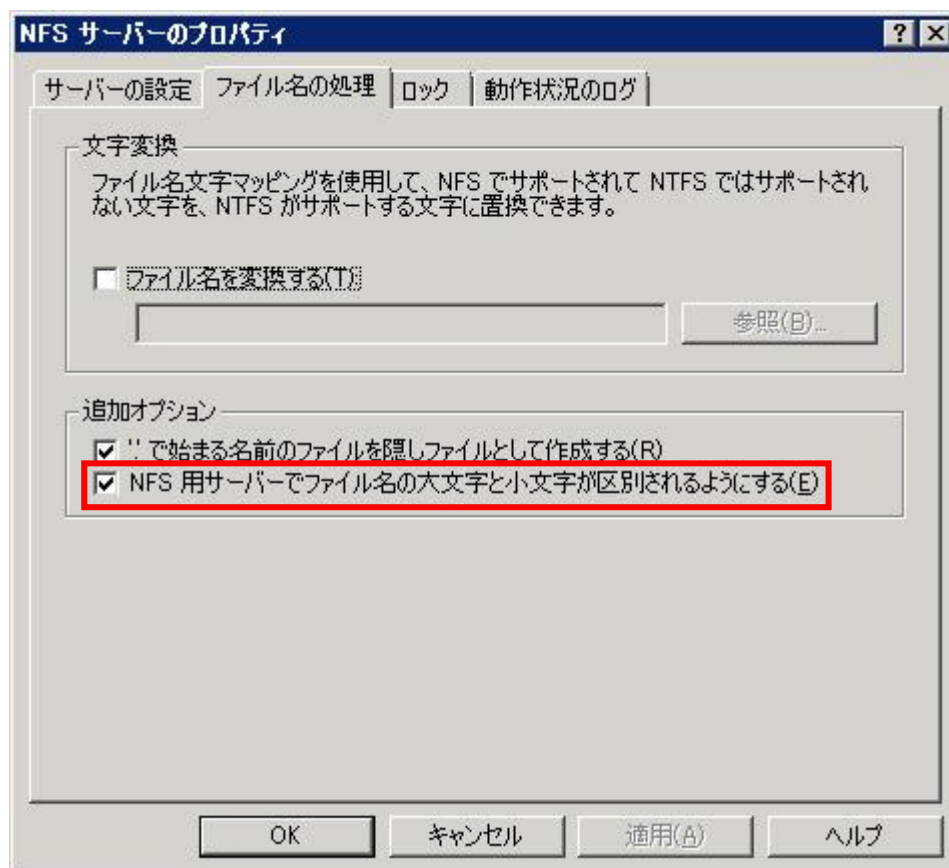 NFS サーバーのプロパティ
サーバーの設定 ファイル名の処理 ロック 動作状況のログ
文字変換
ファイル名文字マッピングを使用して、NFS でサポートされて NTFS ではサポートされ
ない文字を、NTFS がサポートする文字に置換できます。
ファイル名を変換する(T):
参照(B)...
追加オプション
'.' で始まる名前のファイルを隠しファイルとして作成する(R)
NFS 用サーバーでファイル名の大文字と小文字が区別されるようにする(E)
OK キャンセル 適用(A) ヘルプ